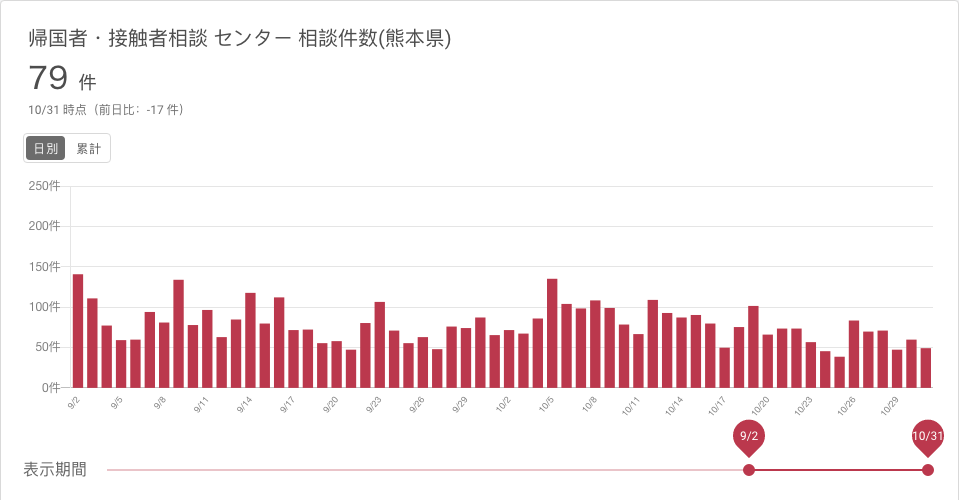 帰国者・接触者相談 センター 相談件数(熊本県)
79 件
10/31 時点（前日比：-17 件）
日別 累計
250件
200件
150件
100件
50件
0件
9/2 9/5 9/8 9/11 9/14 9/17 9/20 9/23 9/26 9/29 10/2 10/5 10/8 10/11 10/14 10/17 10/20 10/23 10/26 10/29
9/2 10/31
表示期間